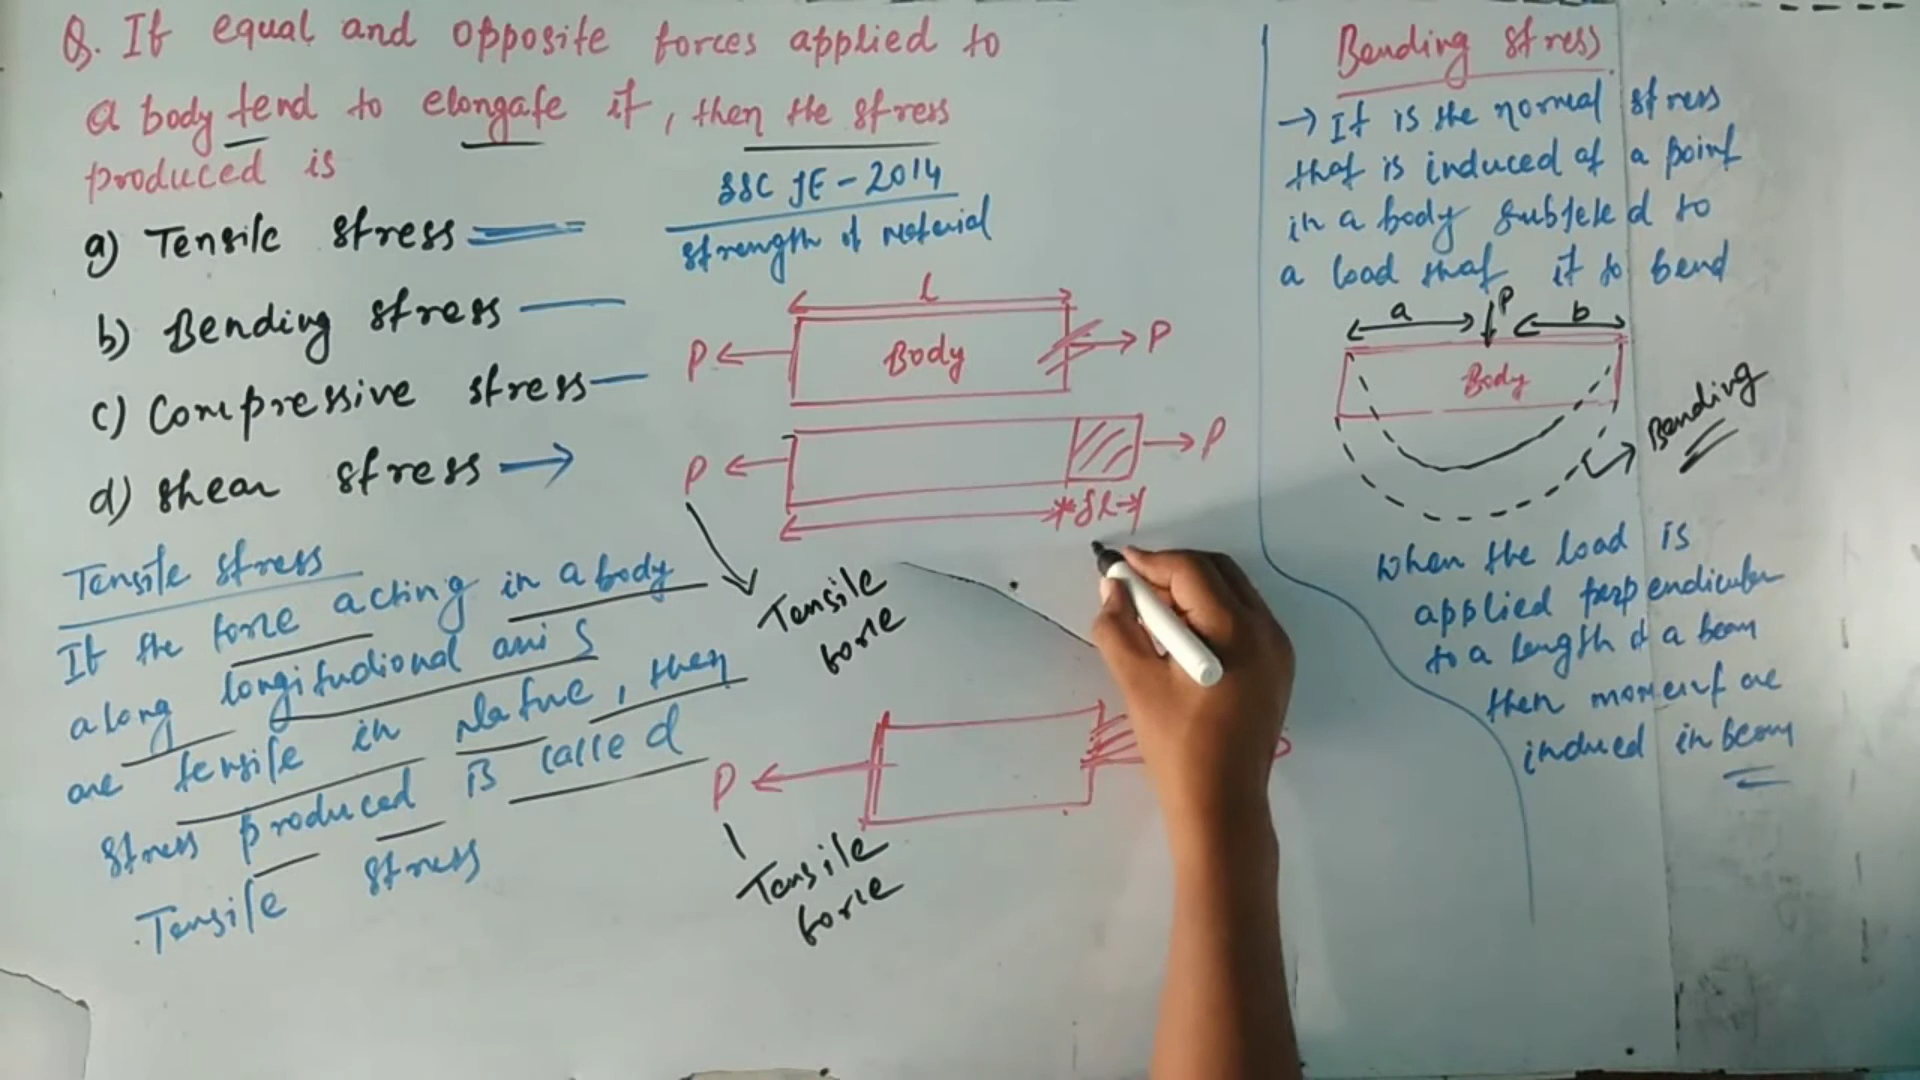 Q. If equal and opposite forces applied to
a body tend to elongate it, then the stress
produced is
SSC JE - 2014
strength of material
a) Tensile stress
b) Bending stress
c) Compressive stress
d) shear stress
Tensile stress
If the force acting in a body
along longitudional axis
are tensile in nature, then
stress produced is called
Tensile stress
L
P Body P
P P
δL
Tensile
force
P
Tensile
force
Bending stress
→ It is the normal stress
that is induced at a point
in a body subjeted to
a load that it to bend
a P b
Body
Bending
When the load is
applied perpendicular
to a length of a beam
then moment are
induced in beam